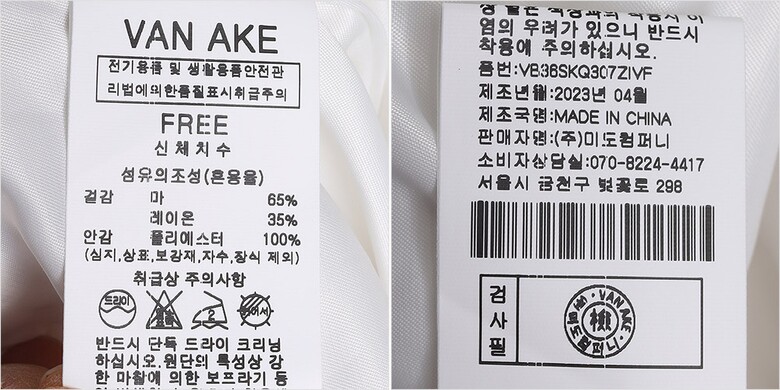 VAN AKE
전기용품 및 생활용품안전관
리법에의한품질표시취급주의
FREE
신체치수
섬유의조성(혼용율)
겉감 마 65%
레이온 35%
안감 폴리에스터 100%
(심지,상표,보강재,자수,장식 제외)
취급상 주의사항
드라이
반드시 단독 드라이 크리닝
하십시오.원단의 특성상 강
한 마활에 의한 보프라기 등
염의 우려가 있으니 반드시
착용에 주의하십시오.
품번:VB36SKQ307ZIVF
제조년월:2023년 04월
제조국명:MADE IN CHINA
판매자명:(주)미도컴퍼니
소비자상담실:070-8224-4417
서울시 금천구 벚꽃로 298
검사필
VAN AKE
미도컴퍼니